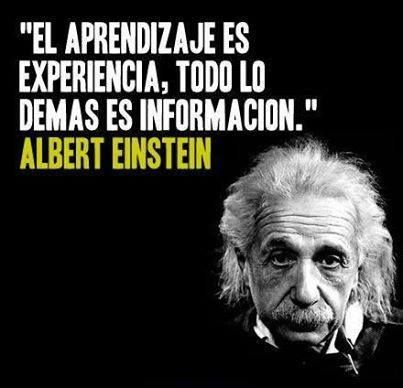 "EL APRENDIZAJE ES
EXPERIENCIA, TODO LO
DEMAS ES INFORMACION."
ALBERT EINSTEIN